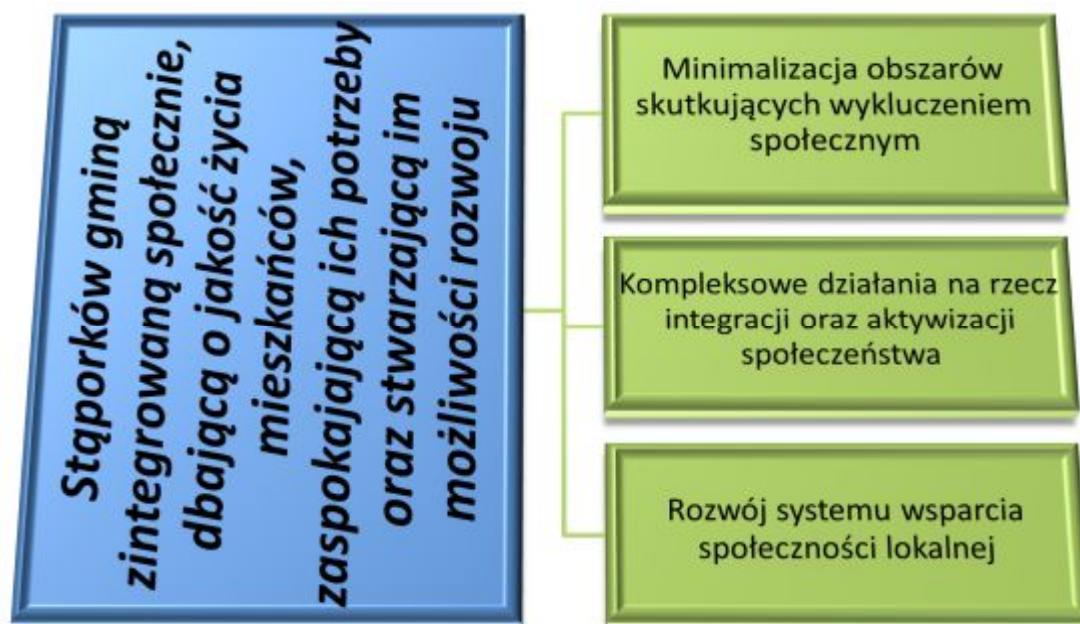 Stąporków gminą
zintegrowaną społecznie,
dbającą o jakość życia
mieszkańców,
zaspokajającą ich potrzeby
oraz stwarzającą im
możliwości rozwoju
Minimalizacja obszarów
skutkujących wykluczeniem
społecznym
Kompleksowe działania na rzecz
integracji oraz aktywizacji
społeczeństwa
Rozwój systemu wsparcia
społeczności lokalnej